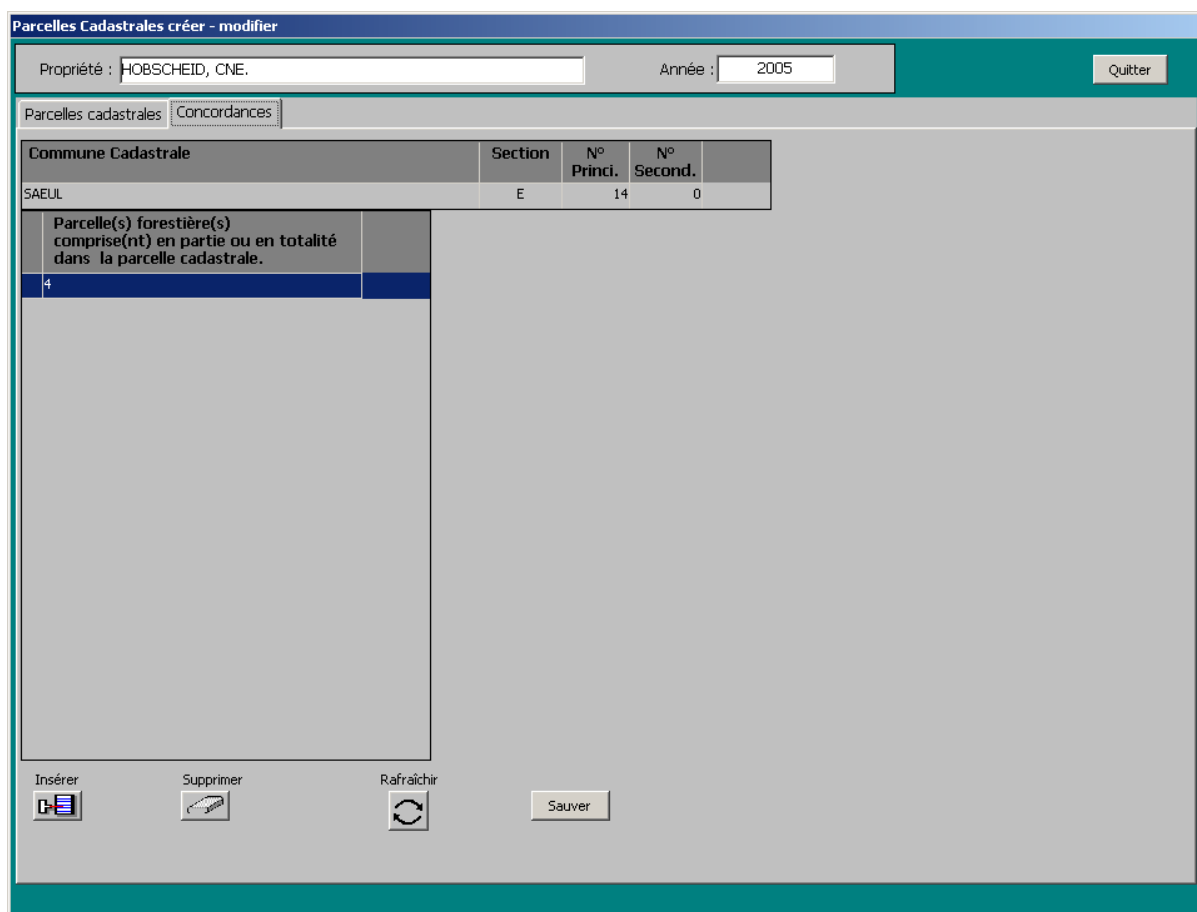 Parcelles Cadastrales créer - modifier
Propriété : HOBSCHEID, CNE. Année : 2005 Quitter
Parcelles cadastrales Concordances
Commune Cadastrale Section N° N°
Princi. Second.
SAEUL E 14 0
Parcelle(s) forestière(s)
comprise(nt) en partie ou en totalité
dans la parcelle cadastrale.
4
Insérer Supprimer Rafraîchir
Sauver